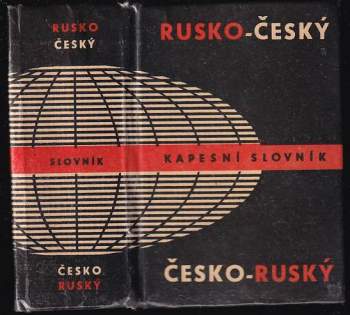 RUSKO
ČESKÝ
SLOVNÍK
ČESKO
RUSKÝ
RUSKO-ČESKÝ
KAPESNÍ SLOVNÍK
ČESKO-RUSKÝ